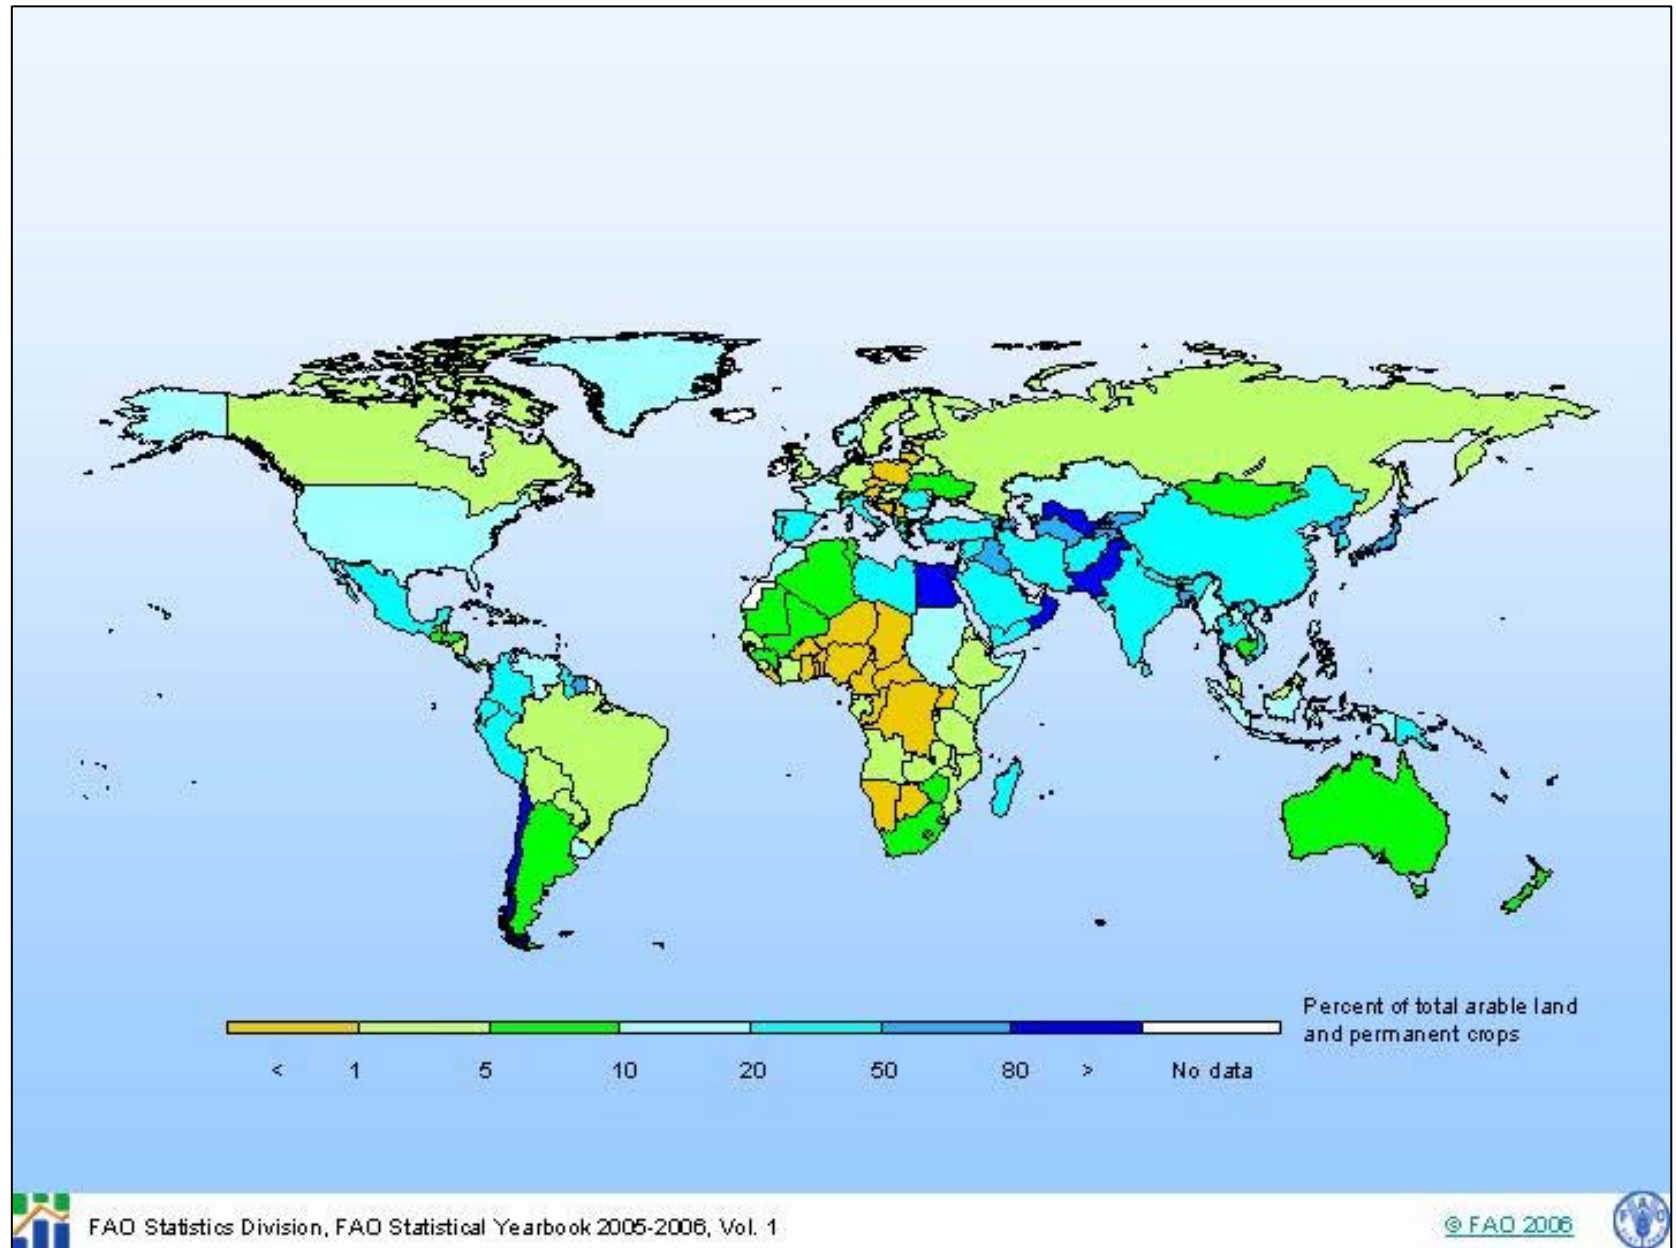 Percent of total arable land
and permanent crops
< 1 5 10 20 50 80 > No data
FAO Statistics Division, FAO Statistical Yearbook 2005-2006, Vol. 1
© FAO 2006